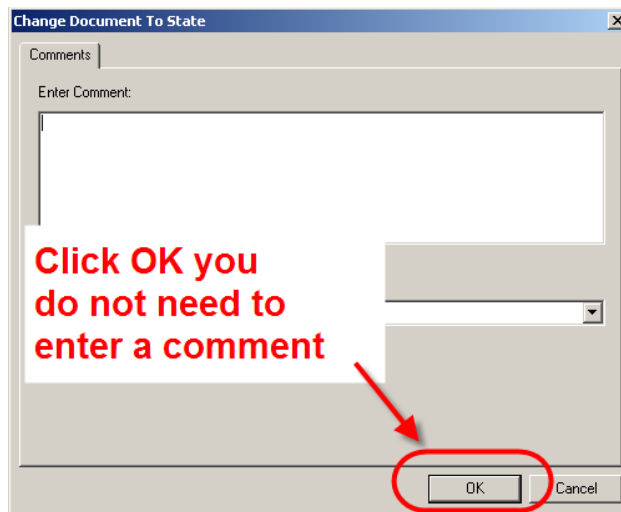 Change Document To State
Comments
Enter Comment:
Click OK you
do not need to
enter a comment
OK
Cancel